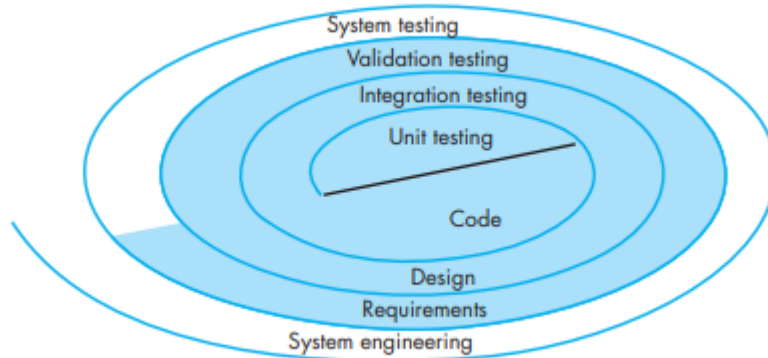 System testing
Validation testing
Integration testing
Unit testing
Code
Design
Requirements
System engineering